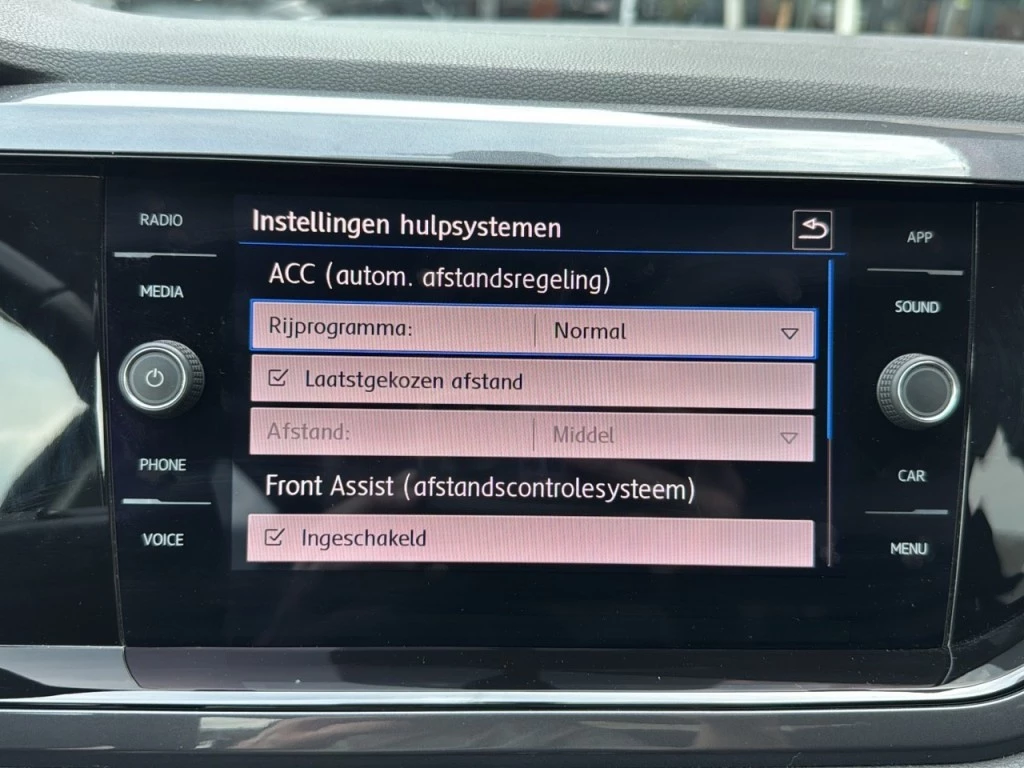 RADIO
MEDIA
PHONE
VOICE
Instellingen hulpsystemen
ACC (autom. afstandsregeling)
Rijprogramma: Normal
Laatstgekozen afstand
Afstand: Middel
Front Assist (afstandscontrolesysteem)
Ingeschakeld
APP
SOUND
CAR
MENU